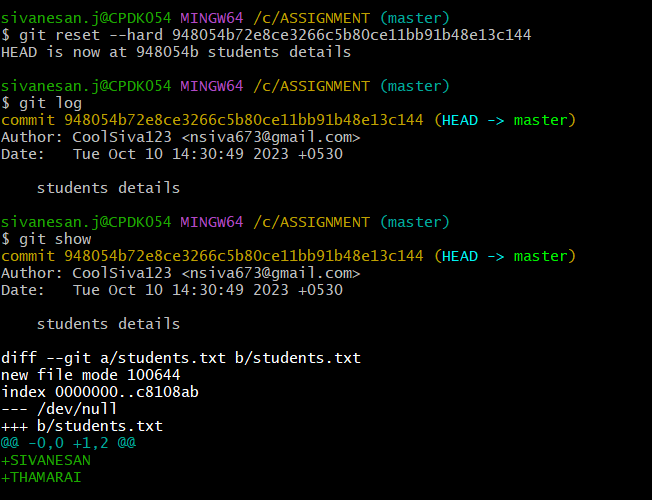 sivanesan.j@CPDK054 MINGW64 /c/ASSIGNMENT (master)
$ git reset --hard 948054b72e8ce3266c5b80ce11bb91b48e13c144
HEAD is now at 948054b students details
sivanesan.j@CPDK054 MINGW64 /c/ASSIGNMENT (master)
$ git log
commit 948054b72e8ce3266c5b80ce11bb91b48e13c144 (HEAD -> master)
Author: CoolSiva123 <nsiva673@gmail.com>
Date:   Tue Oct 10 14:30:49 2023 +0530
    students details
sivanesan.j@CPDK054 MINGW64 /c/ASSIGNMENT (master)
$ git show
commit 948054b72e8ce3266c5b80ce11bb91b48e13c144 (HEAD -> master)
Author: CoolSiva123 <nsiva673@gmail.com>
Date:   Tue Oct 10 14:30:49 2023 +0530
    students details
diff --git a/students.txt b/students.txt
new file mode 100644
index 0000000..c8108ab
--- /dev/null
+++ b/students.txt
@@ -0,0 +1,2 @@
+SIVANESAN
+THAMARAI